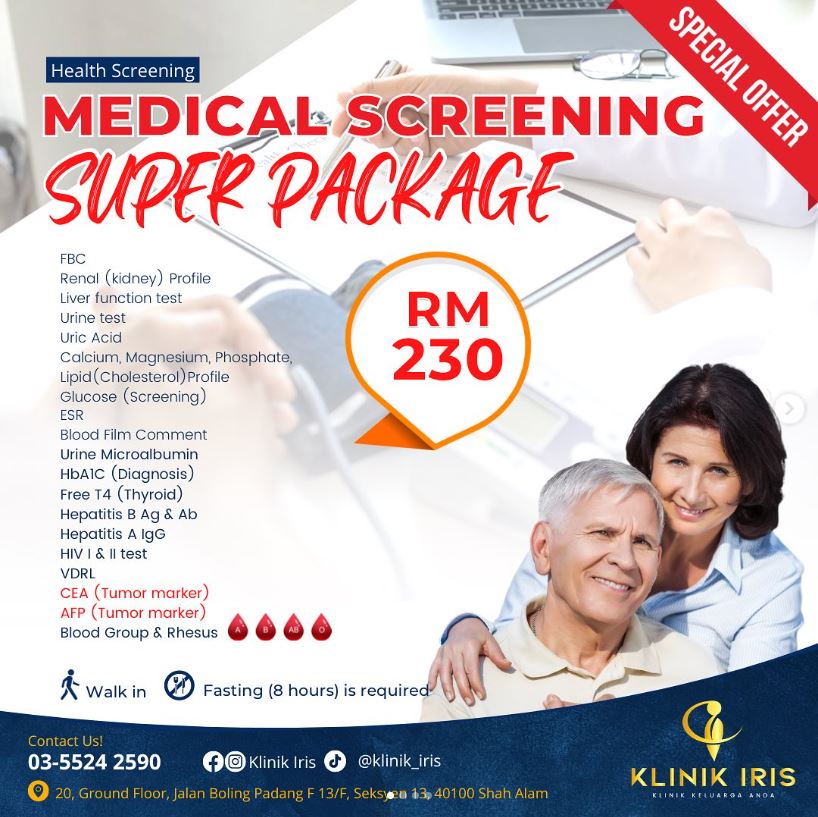 SPECIAL OFFER
Health Screening
MEDICAL SCREENING
SUPER PACKAGE
FBC
Renal (kidney) Profile
Liver function test
Urine test
Uric Acid
Calcium, Magnesium, Phosphate,
Lipid(Cholesterol)Profile
Glucose (Screening)
ESR
Blood Film Comment
Urine Microalbumin
HbA1C (Diagnosis)
Free T4 (Thyroid)
Hepatitis B Ag & Ab
Hepatitis A IgG
HIV I & II test
VDRL
CEA (Tumor marker)
AFP (Tumor marker)
Blood Group & Rhesus A B AB O
RM
230
Walk in Fasting (8 hours) is required
Contact Us!
03-5524 2590 Klinik Iris @klinik_iris
20, Ground Floor, Jalan Boling Padang F 13/F, Seksyen 13, 40100 Shah Alam
KLINIK IRIS
KLINIK KELUARGA ANDA